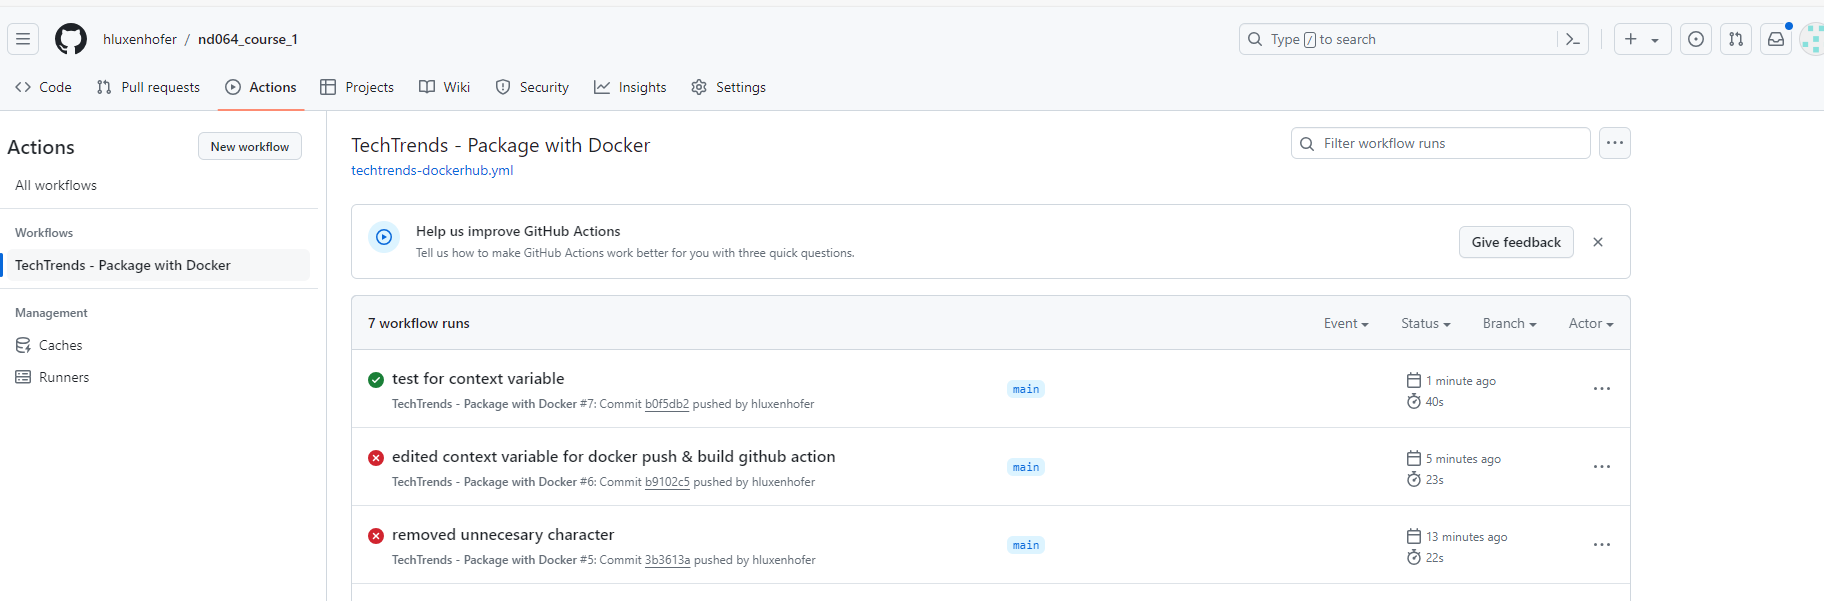 hluxenhofer / nd064_course_1
Type / to search
Code Pull requests Actions Projects Wiki Security Insights Settings
Actions
New workflow
All workflows
Workflows
TechTrends - Package with Docker
Management
Caches
Runners
TechTrends - Package with Docker
techtrends-dockerhub.yml
Filter workflow runs
Help us improve GitHub Actions
Tell us how to make GitHub Actions work better for you with three quick questions.
Give feedback
7 workflow runs
Event Status Branch Actor
test for context variable
TechTrends - Package with Docker #7: Commit b0f5db2 pushed by hluxenhofer
main
1 minute ago
40s
edited context variable for docker push & build github action
TechTrends - Package with Docker #6: Commit b9102c5 pushed by hluxenhofer
main
5 minutes ago
23s
removed unnecesary character
TechTrends - Package with Docker #5: Commit 3b3613a pushed by hluxenhofer
main
13 minutes ago
22s